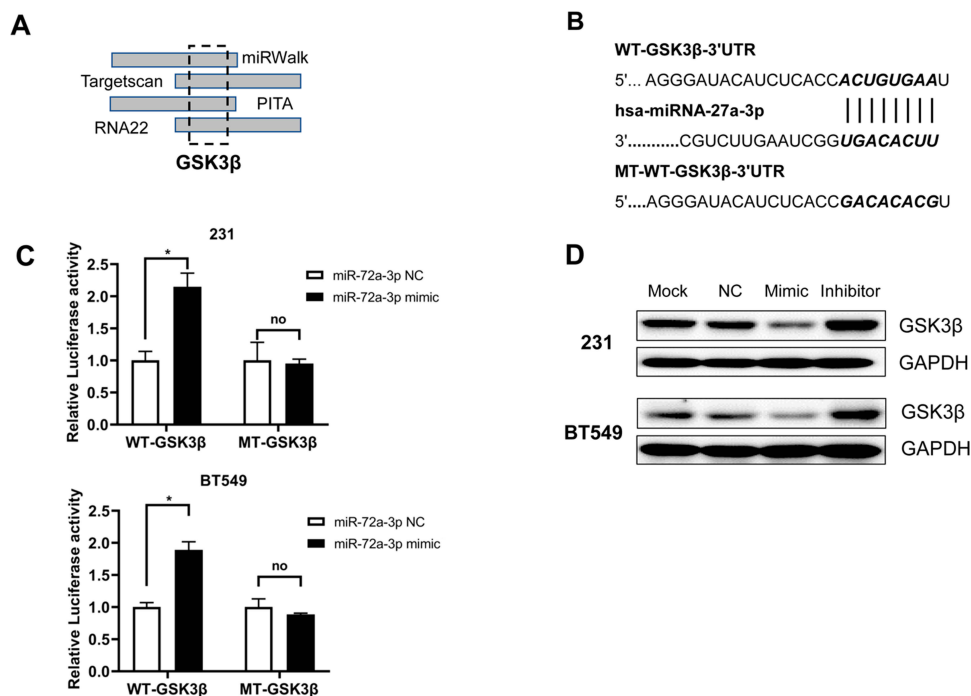 A
miRWalk
Targetscan
PITA
RNA22
GSK3β
B
WT-GSK3β-3'UTR
5'... AGGGAUACAUCUCACCACUGUGAAU
hsa-miRNA-27a-3p
3'...........CGUCUUGAAUCGGUGACACUU
MT-WT-GSK3β-3'UTR
5'....AGGGAUACAUCUCACCGACACACGU
C
231
Relative Luciferase activity
2.5
2.0
1.5
1.0
0.5
0.0
*
no
WT-GSK3β
MT-GSK3β
miR-72a-3p NC
miR-72a-3p mimic
BT549
Relative Luciferase activity
2.5
2.0
1.5
1.0
0.5
0.0
*
no
WT-GSK3β
MT-GSK3β
miR-72a-3p NC
miR-72a-3p mimic
D
Mock NC Mimic Inhibitor
231
GSK3β
GAPDH
BT549
GSK3β
GAPDH